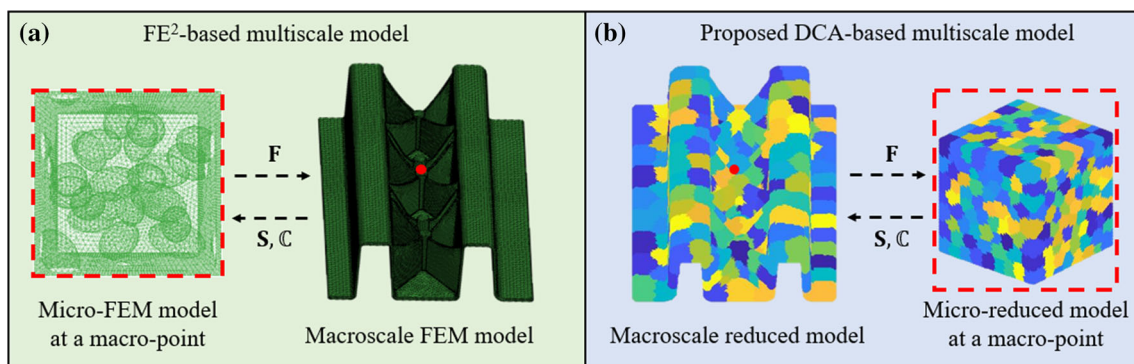 (a)
FE²-based multiscale model
F
S, ℂ
Micro-FEM model
at a macro-point
Macroscale FEM model
(b)
Proposed DCA-based multiscale model
F
S, ℂ
Macroscale reduced model
Micro-reduced model
at a macro-point